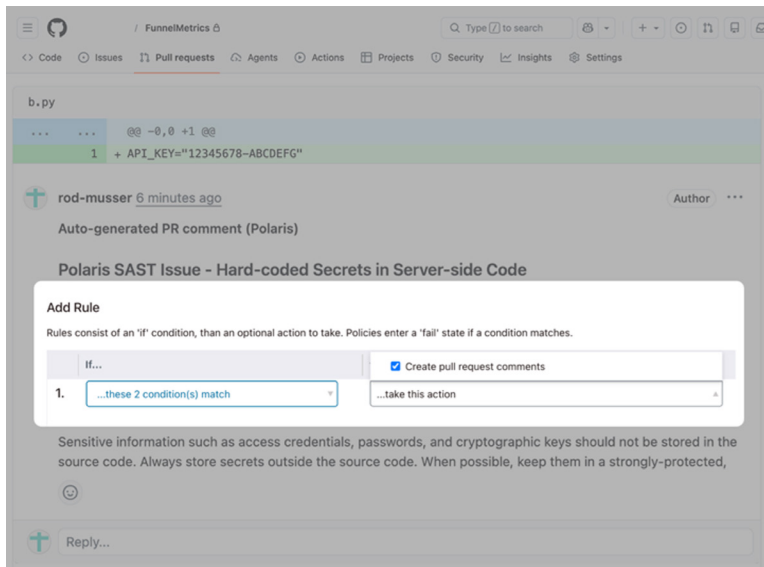 / FunnelMetrics
Type / to search
Code Issues Pull requests Agents Actions Projects Security Insights Settings
b.py
... ... @@ -0,0 +1 @@
1 + API_KEY="12345678-ABCDEFG"
rod-musser 6 minutes ago Author ...
Auto-generated PR comment (Polaris)
Polaris SAST Issue - Hard-coded Secrets in Server-side Code
Add Rule
Rules consist of an 'if' condition, than an optional action to take. Policies enter a 'fail' state if a condition matches.
If... Create pull request comments
1. ...these 2 condition(s) match ...take this action
Sensitive information such as access credentials, passwords, and cryptographic keys should not be stored in the
source code. Always store secrets outside the source code. When possible, keep them in a strongly-protected,
Reply...